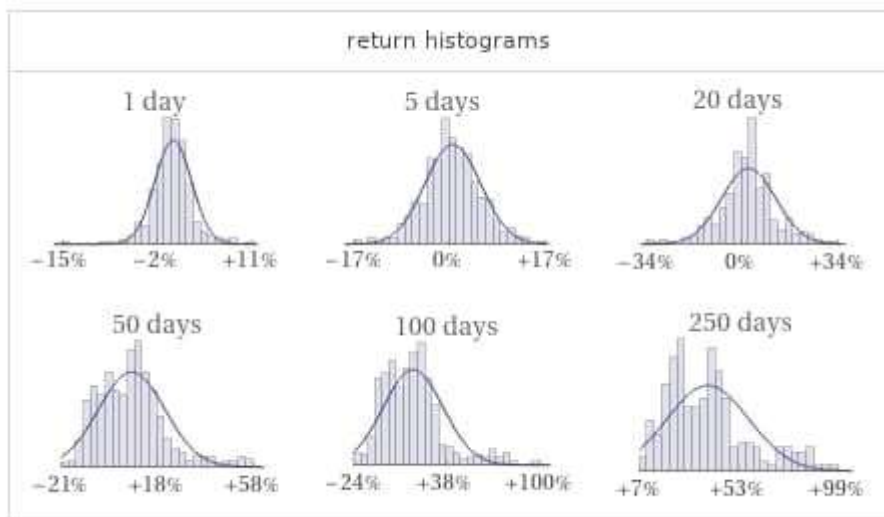 return histograms
1 day
5 days
20 days
−15% −2% +11%
−17% 0% +17%
−34% 0% +34%
50 days
100 days
250 days
−21% +18% +58%
−24% +38% +100%
+7% +53% +99%